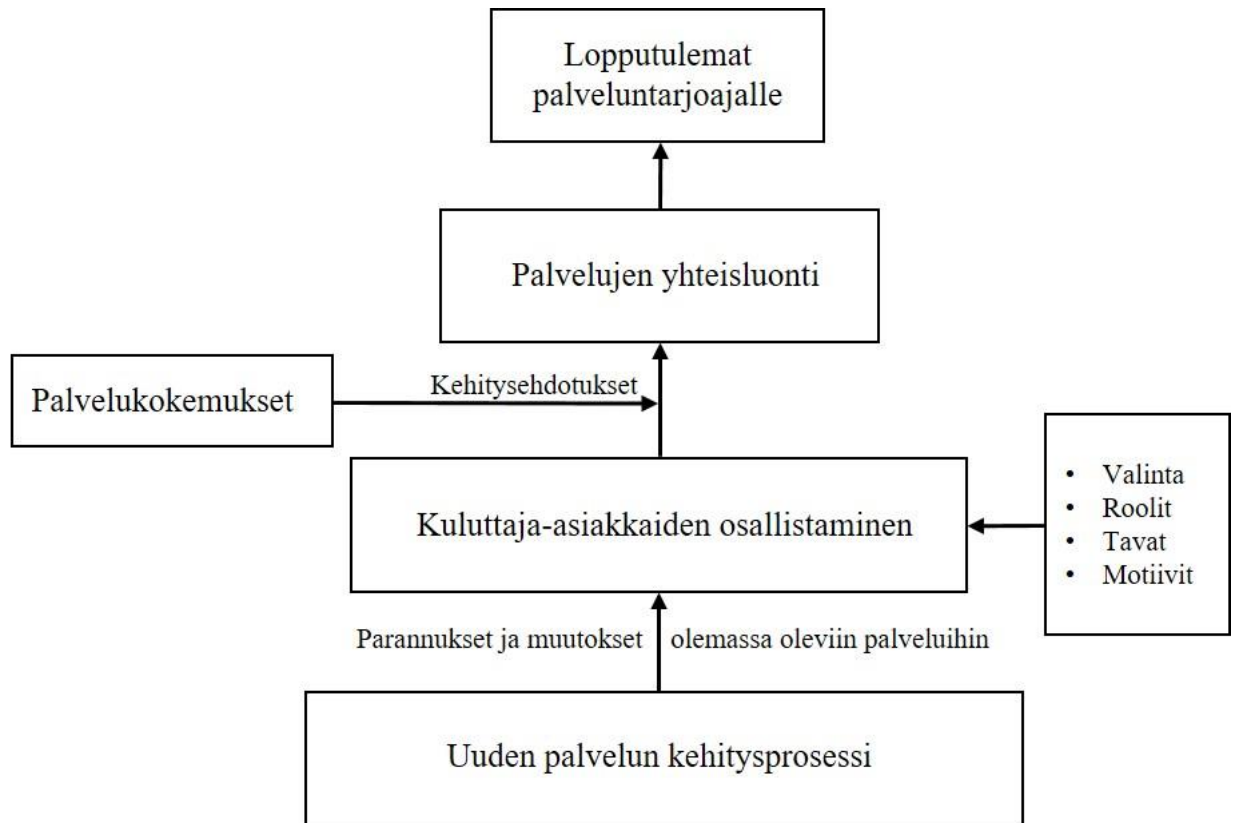 Lopputulemat
palveluntarjoajalle
Palvelujen yhteisluonti
Kehitysehdotukset
Palvelukokemukset
Kuluttaja-asiakkaiden osallistaminen
• Valinta
• Roolit
• Tavat
• Motiivit
Parannukset ja muutokset olemassa oleviin palveluihin
Uuden palvelun kehitysprosessi